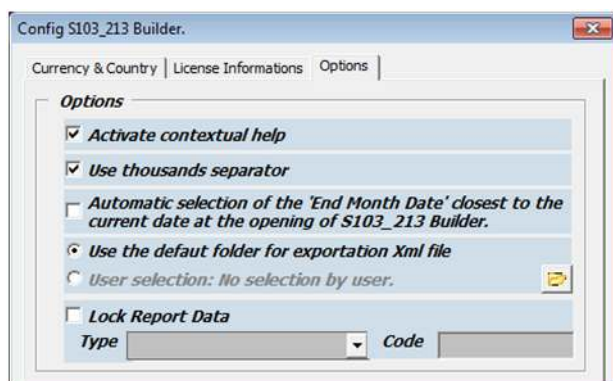 Config S103_213 Builder.
Currency & Country License Informations Options
Options
Activate contextual help
Use thousands separator
Automatic selection of the 'End Month Date' closest to the
current date at the opening of S103_213 Builder.
Use the defaut folder for exportation Xml file
User selection: No selection by user.
Lock Report Data
Type Code